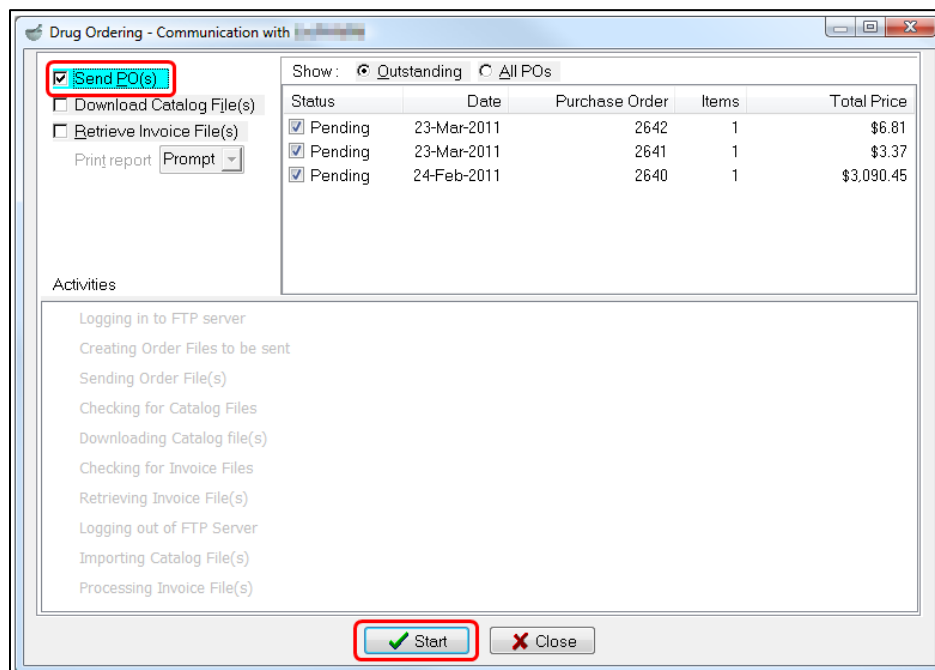 Drug Ordering - Communication with
Send PO(s)
Download Catalog File(s)
Retrieve Invoice File(s)
Print report Prompt
Show: Outstanding All POs
Status Date Purchase Order Items Total Price
Pending 23-Mar-2011 2642 1 $6.81
Pending 23-Mar-2011 2641 1 $3.37
Pending 24-Feb-2011 2640 1 $3,090.45
Activities
Logging in to FTP server
Creating Order Files to be sent
Sending Order File(s)
Checking for Catalog Files
Downloading Catalog file(s)
Checking for Invoice Files
Retrieving Invoice File(s)
Logging out of FTP Server
Importing Catalog File(s)
Processing Invoice File(s)
Start Close